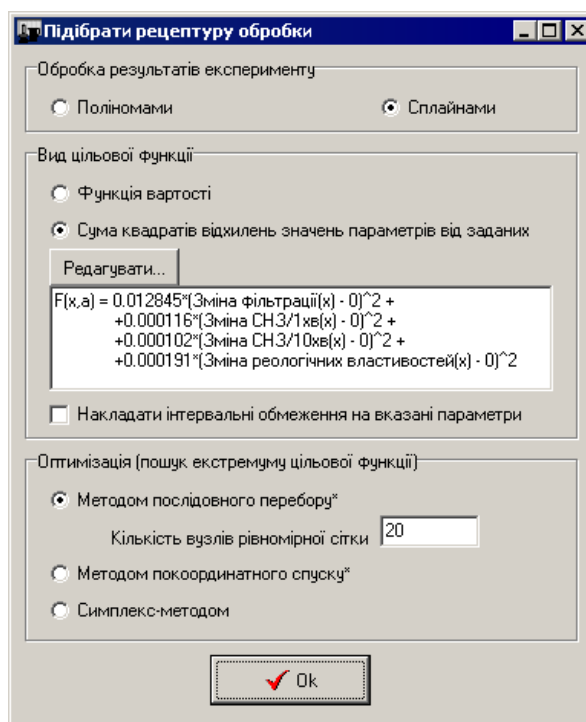 Підібрати рецептуру обробки
Обробка результатів експерименту
Поліномами
Сплайнами
Вид цільової функції
Функція вартості
Сума квадратів відхилень значень параметрів від заданих
Редагувати...
F(x,a) = 0.012845*(Зміна фільтрації(x) - 0)^2 +
+0.000116*(Зміна СНЗ/1хв(x) - 0)^2 +
+0.000102*(Зміна СНЗ/10хв(x) - 0)^2 +
+0.000191*(Зміна реологічних властивостей(x) - 0)^2
Накладати інтервальні обмеження на вказані параметри
Оптимізація (пошук екстремуму цільової функції)
Методом послідовного перебору*
Кількість вузлів рівномірної сітки 20
Методом покоординатного спуску*
Симплекс-методом
Ok